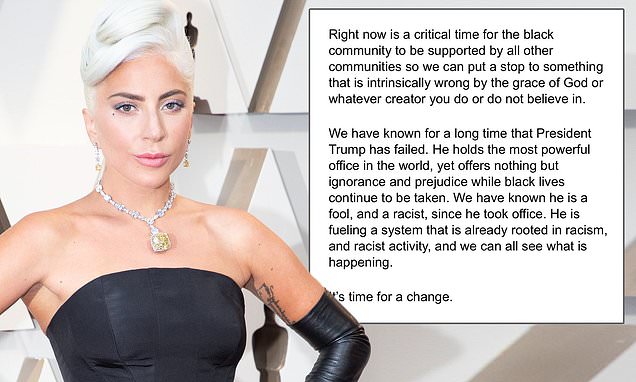 Right now is a critical time for the black
community to be supported by all other
communities so we can put a stop to something
that is intrinsically wrong by the grace of God or
whatever creator you do or do not believe in.
We have known for a long time that President
Trump has failed. He holds the most powerful
office in the world, yet offers nothing but
ignorance and prejudice while black lives
continue to be taken. We have known he is a
fool, and a racist, since he took office. He is
fueling a system that is already rooted in racism,
and racist activity, and we can all see what is
happening.
It's time for a change.